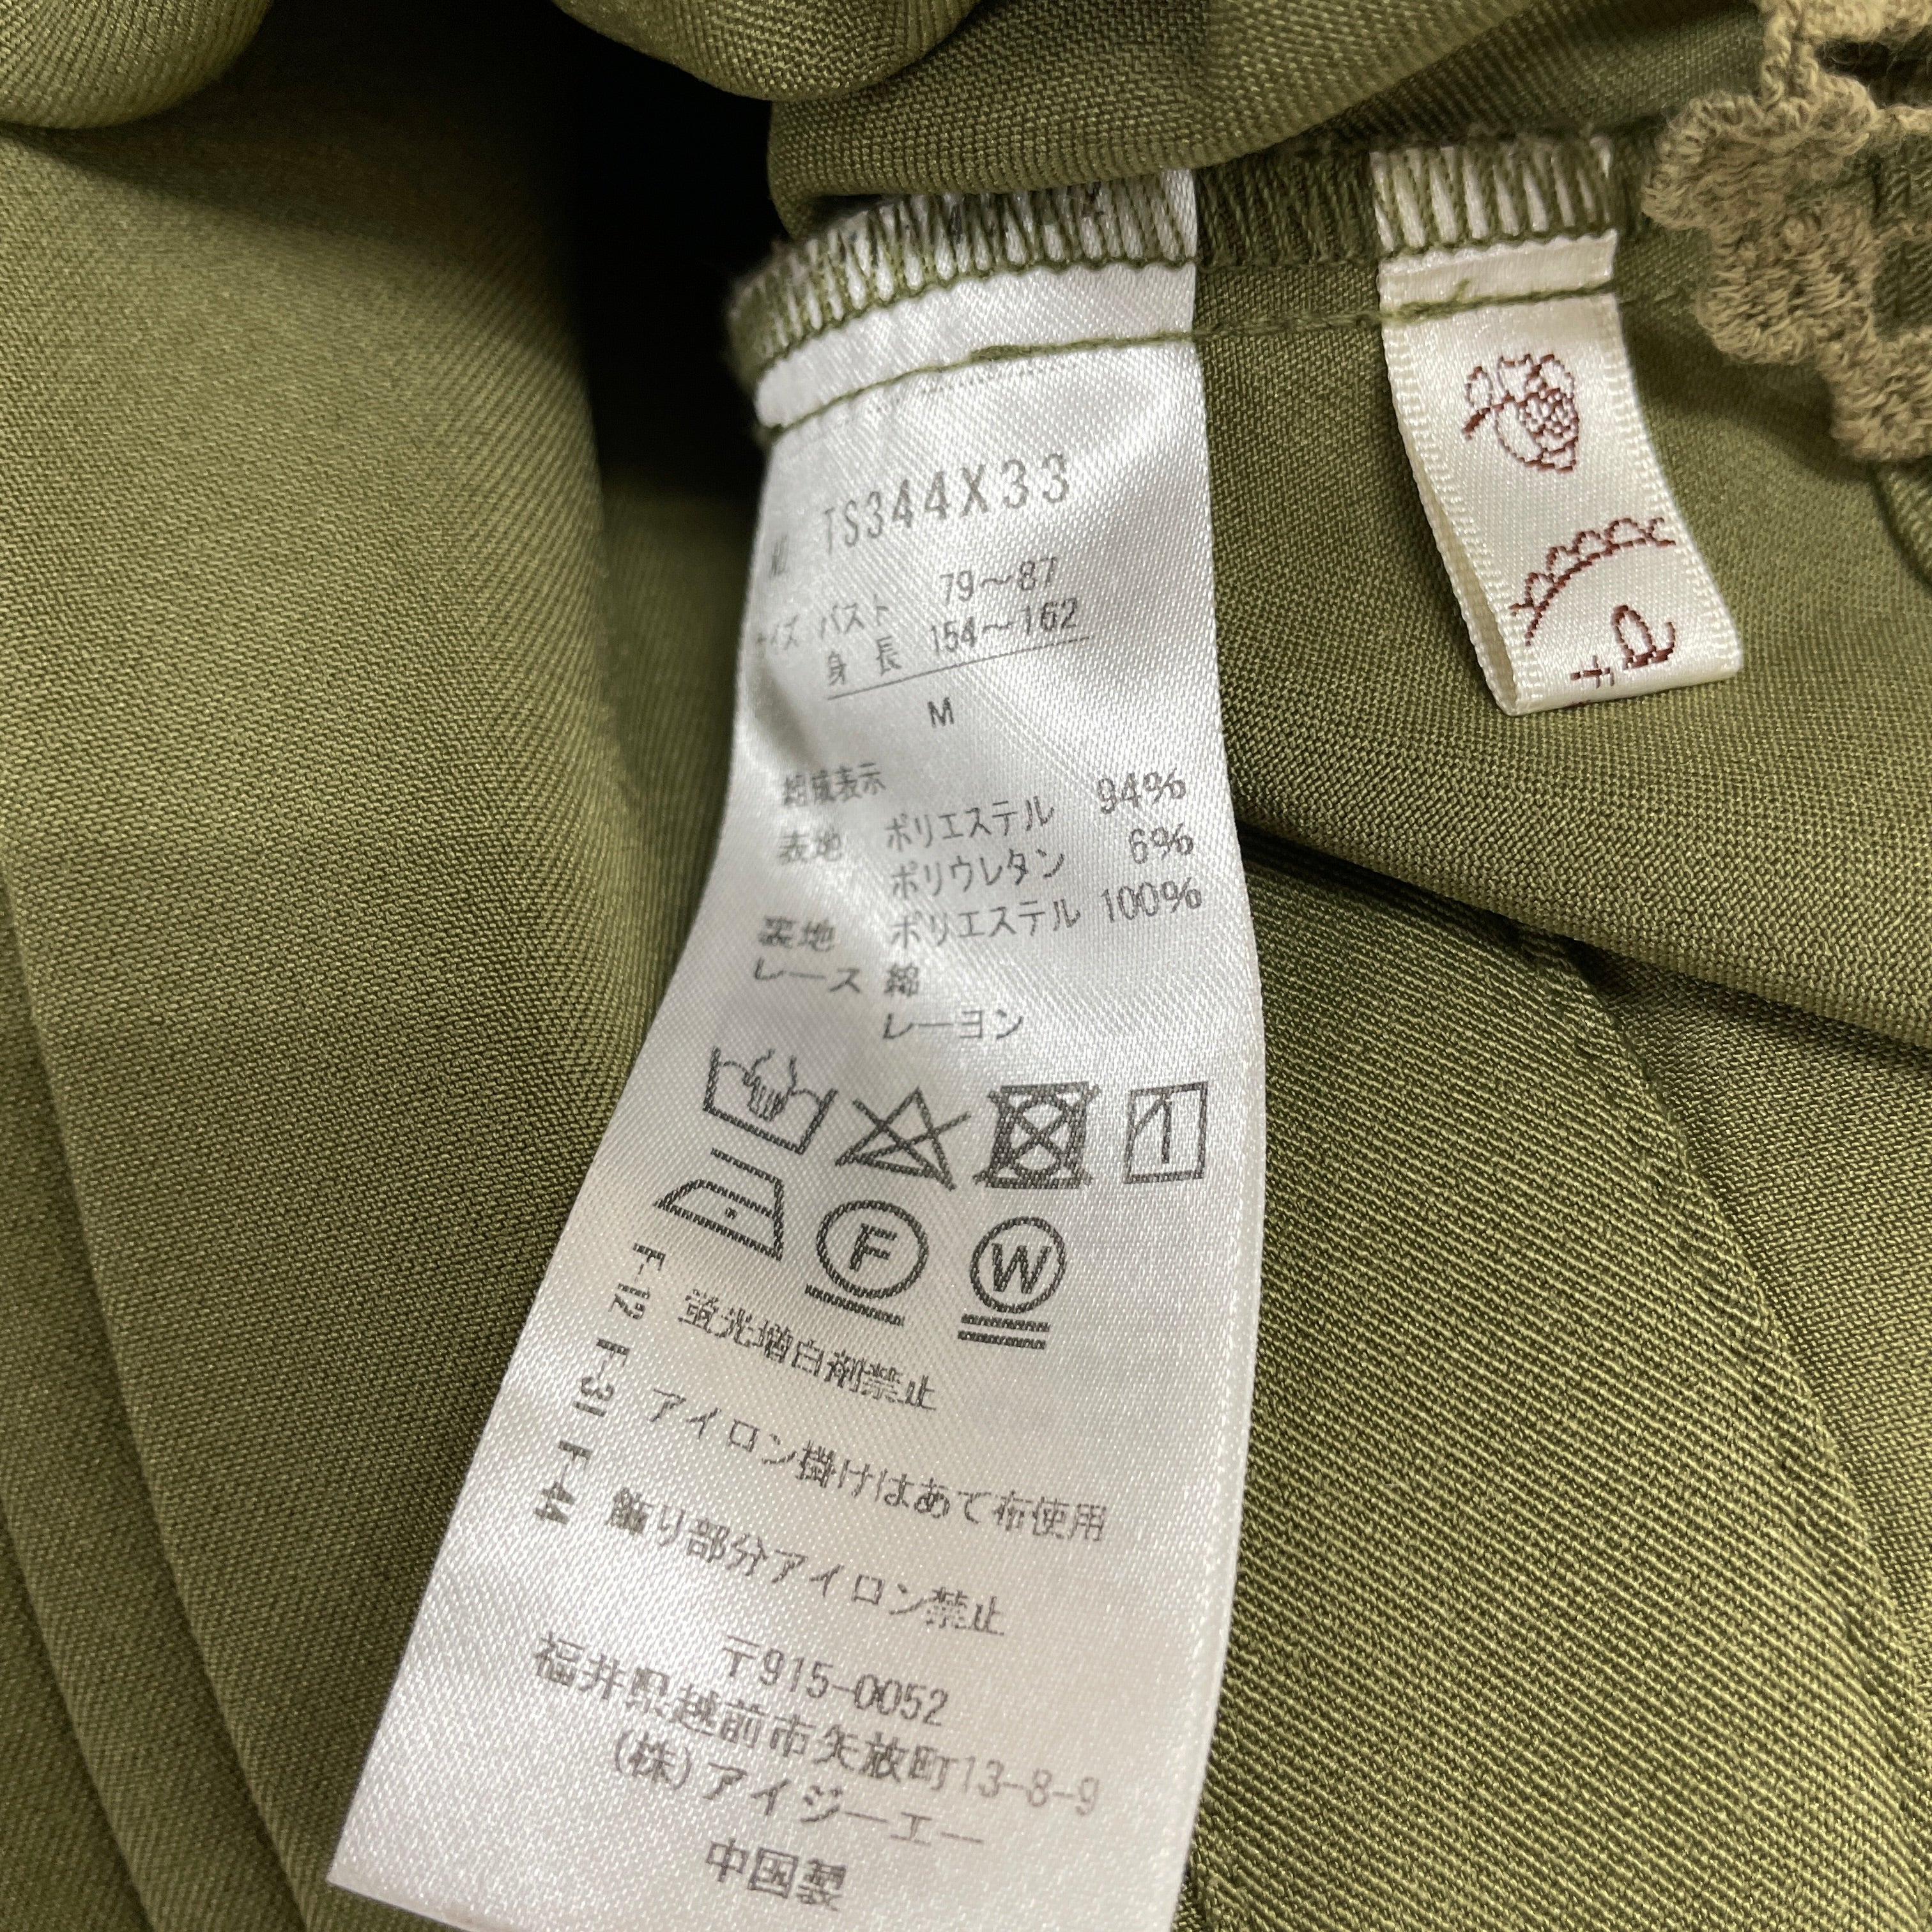 NO. TS344X33
サイズ バスト 79～87
身長 154～162
M
組成表示
表地 ポリエステル 94%
ポリウレタン 6%
裏地 ポリエステル 100%
レース 綿
レーヨン
F
W
F-12 蛍光増白剤禁止
F-31 アイロン掛けはあて布使用
F-44 飾り部分アイロン禁止
〒915-0052
福井県越前市矢放町13-8-9
(株)アイジーエー
中国製